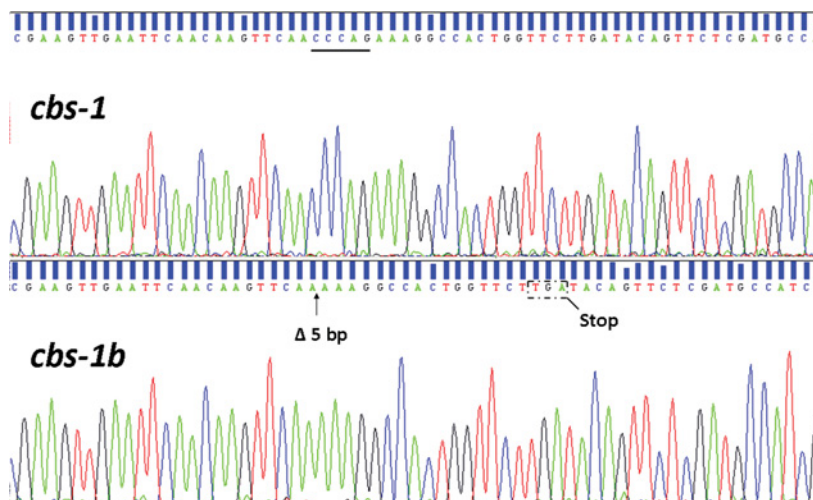 CGAAGTTGAATTCAACAAGTTCAACCCAGAAAGGCCACTGGTTCTTGATACAGTTCTCGATGCC
cbs-1
CGAAGTTGAATTCAACAAGTTCAAAAAGGCCACTGGTTCTTGATACAGTTCTCGATGCCATC
Δ 5 bp
Stop
cbs-1b